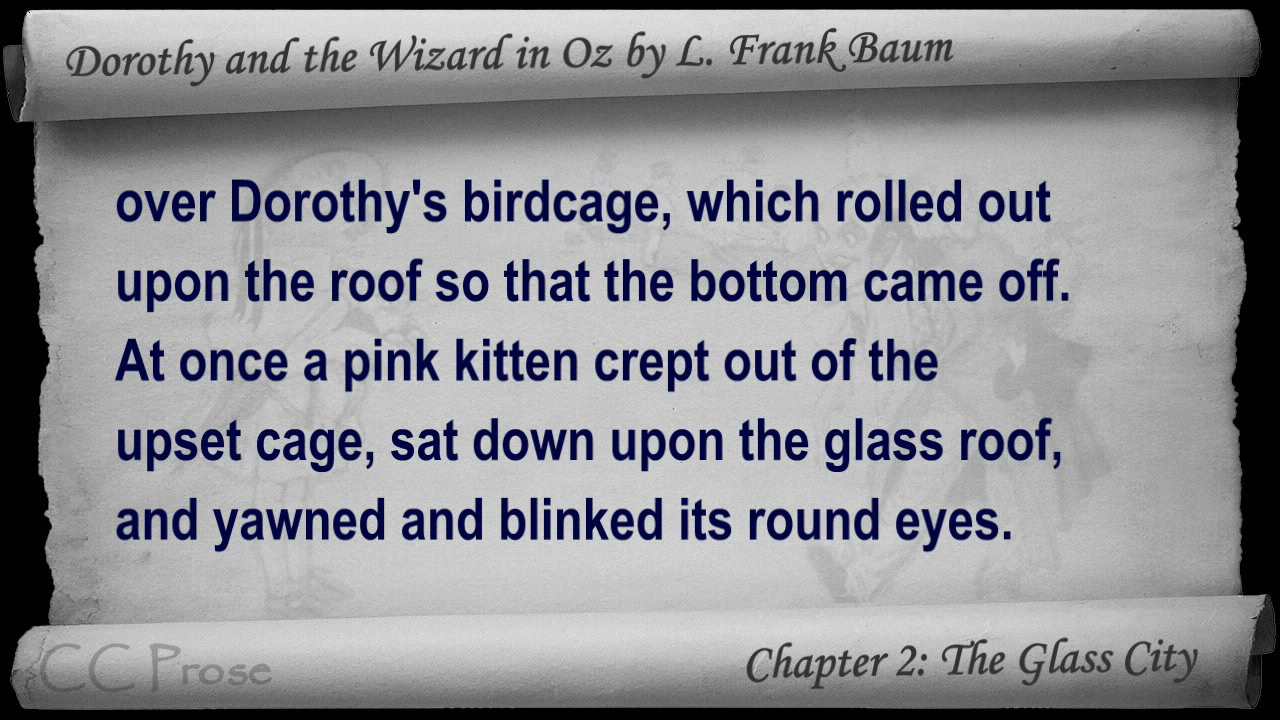 Dorothy and the Wizard in Oz by L. Frank Baum
over Dorothy's birdcage, which rolled out
upon the roof so that the bottom came off.
At once a pink kitten crept out of the
upset cage, sat down upon the glass roof,
and yawned and blinked its round eyes.
CC Prose
Chapter 2: The Glass City